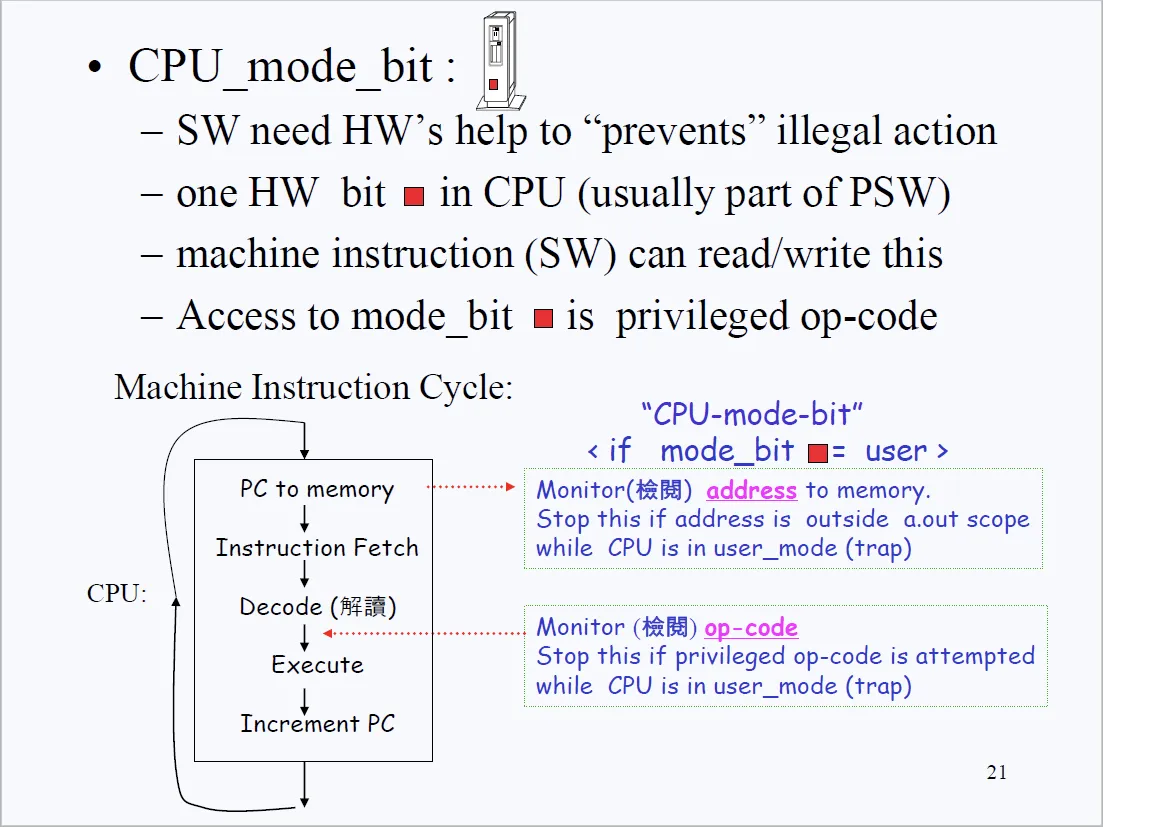 • CPU_mode_bit :
– SW need HW’s help to “prevents” illegal action
– one HW bit in CPU (usually part of PSW)
– machine instruction (SW) can read/write this
– Access to mode_bit is privileged op-code
Machine Instruction Cycle:
“CPU-mode-bit”
< if mode_bit = user >
PC to memory
Instruction Fetch
Decode (解讀)
Execute
Increment PC
CPU:
Monitor(檢閱) address to memory.
Stop this if address is outside a.out scope
while CPU is in user_mode (trap)
Monitor (檢閱) op-code
Stop this if privileged op-code is attempted
while CPU is in user_mode (trap)
21